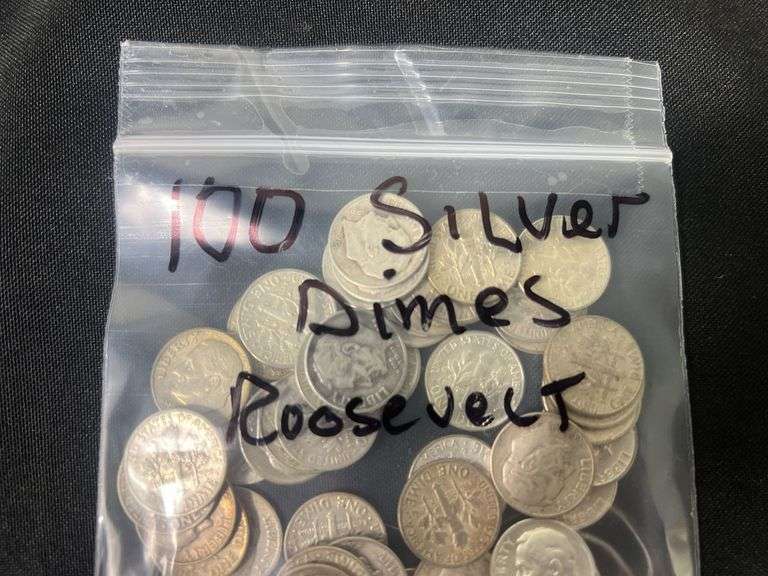 100 Silver
Dimes
Roosevelt